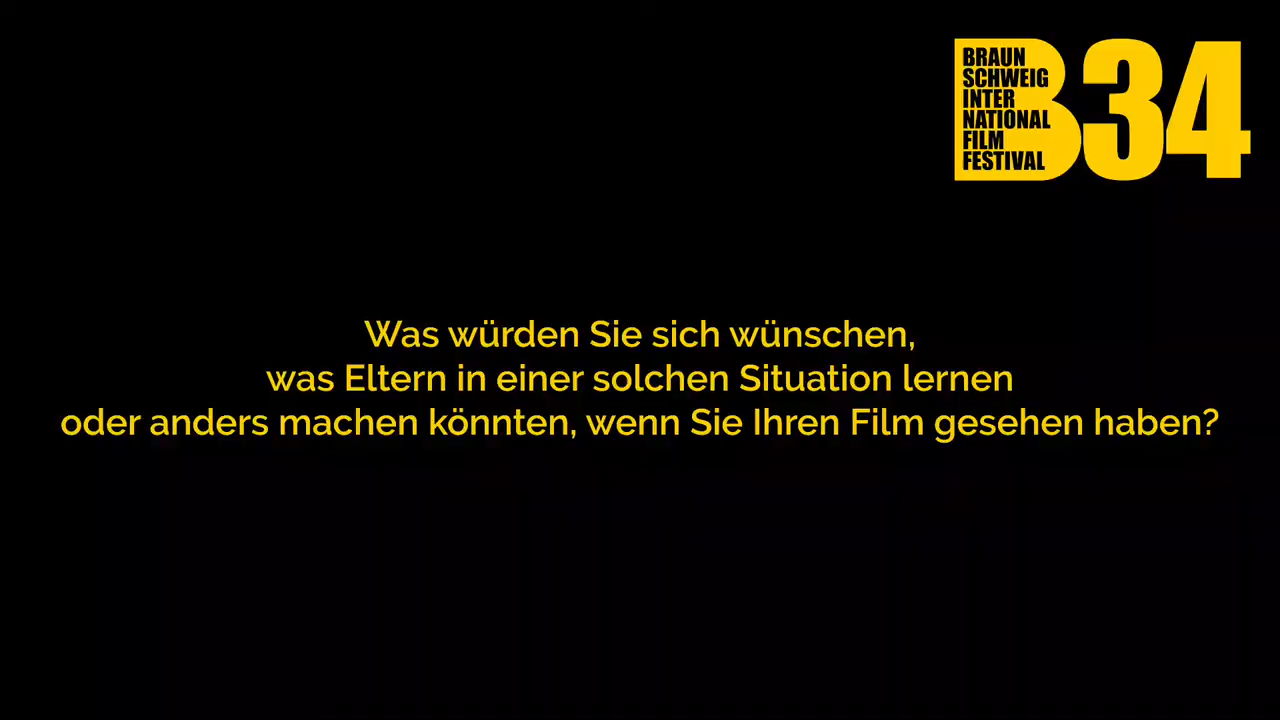 BRAUN
SCHWEIG
INTER
NATIONAL
FILM
FESTIVAL
B34
Was würden Sie sich wünschen,
was Eltern in einer solchen Situation lernen
oder anders machen könnten, wenn Sie Ihren Film gesehen haben?